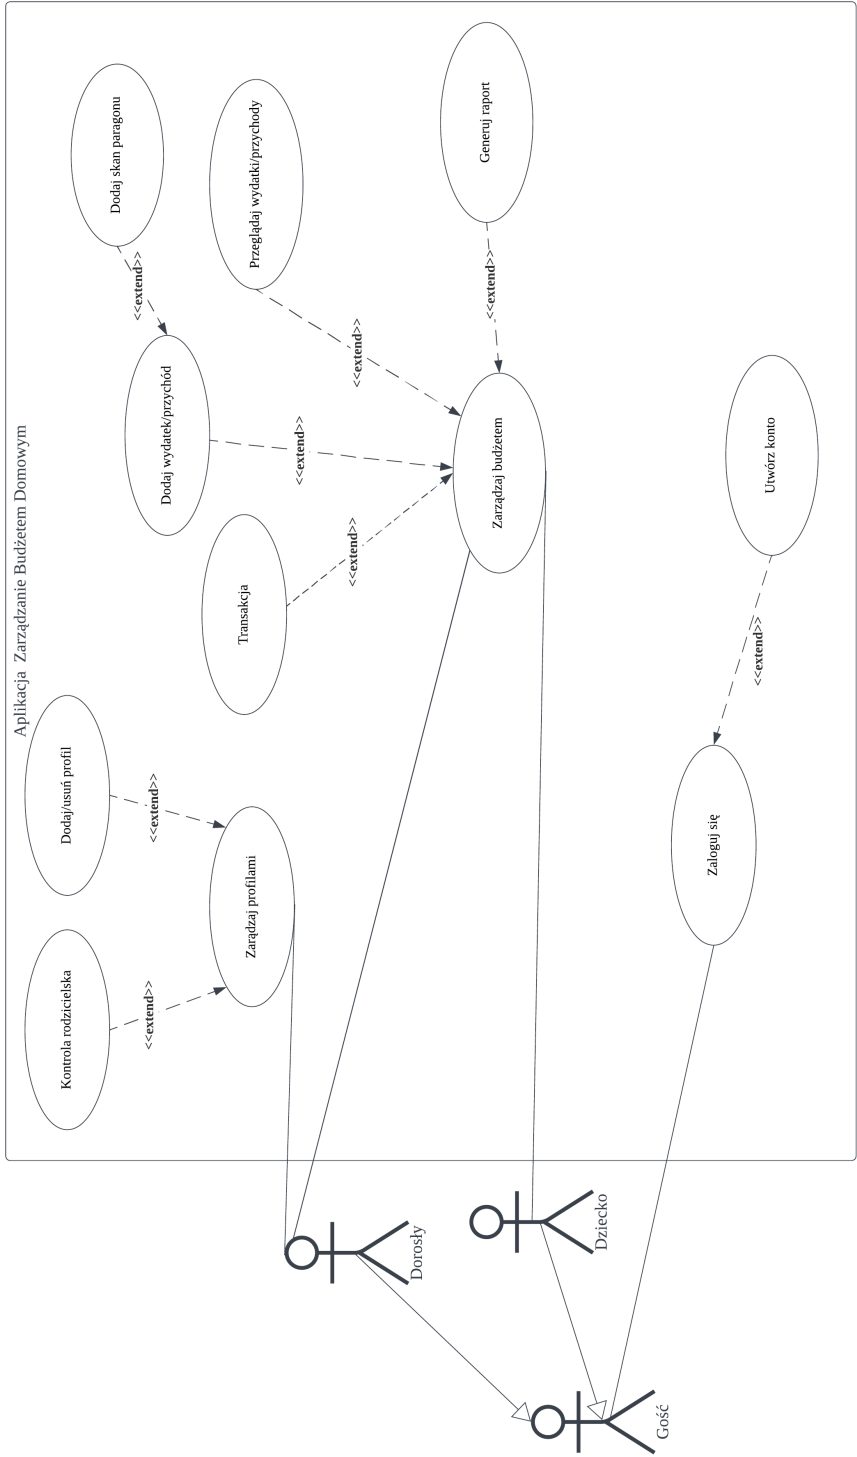 Aplikacja Zarządzanie Budżetem Domowym
Kontrola rodzicielska
<<extend>>
Dodaj/usuń profil
<<extend>>
Zarądzaj profilami
Transakcja
<<extend>>
Dodaj wydatek/przychód
<<extend>>
Dodaj skan paragonu
<<extend>>
Przeglądaj wydatki/przychody
<<extend>>
Generuj raport
<<extend>>
Zarządzaj budżetem
Utwórz konto
<<extend>>
Zaloguj się
Dorosły
Dziecko
Gość